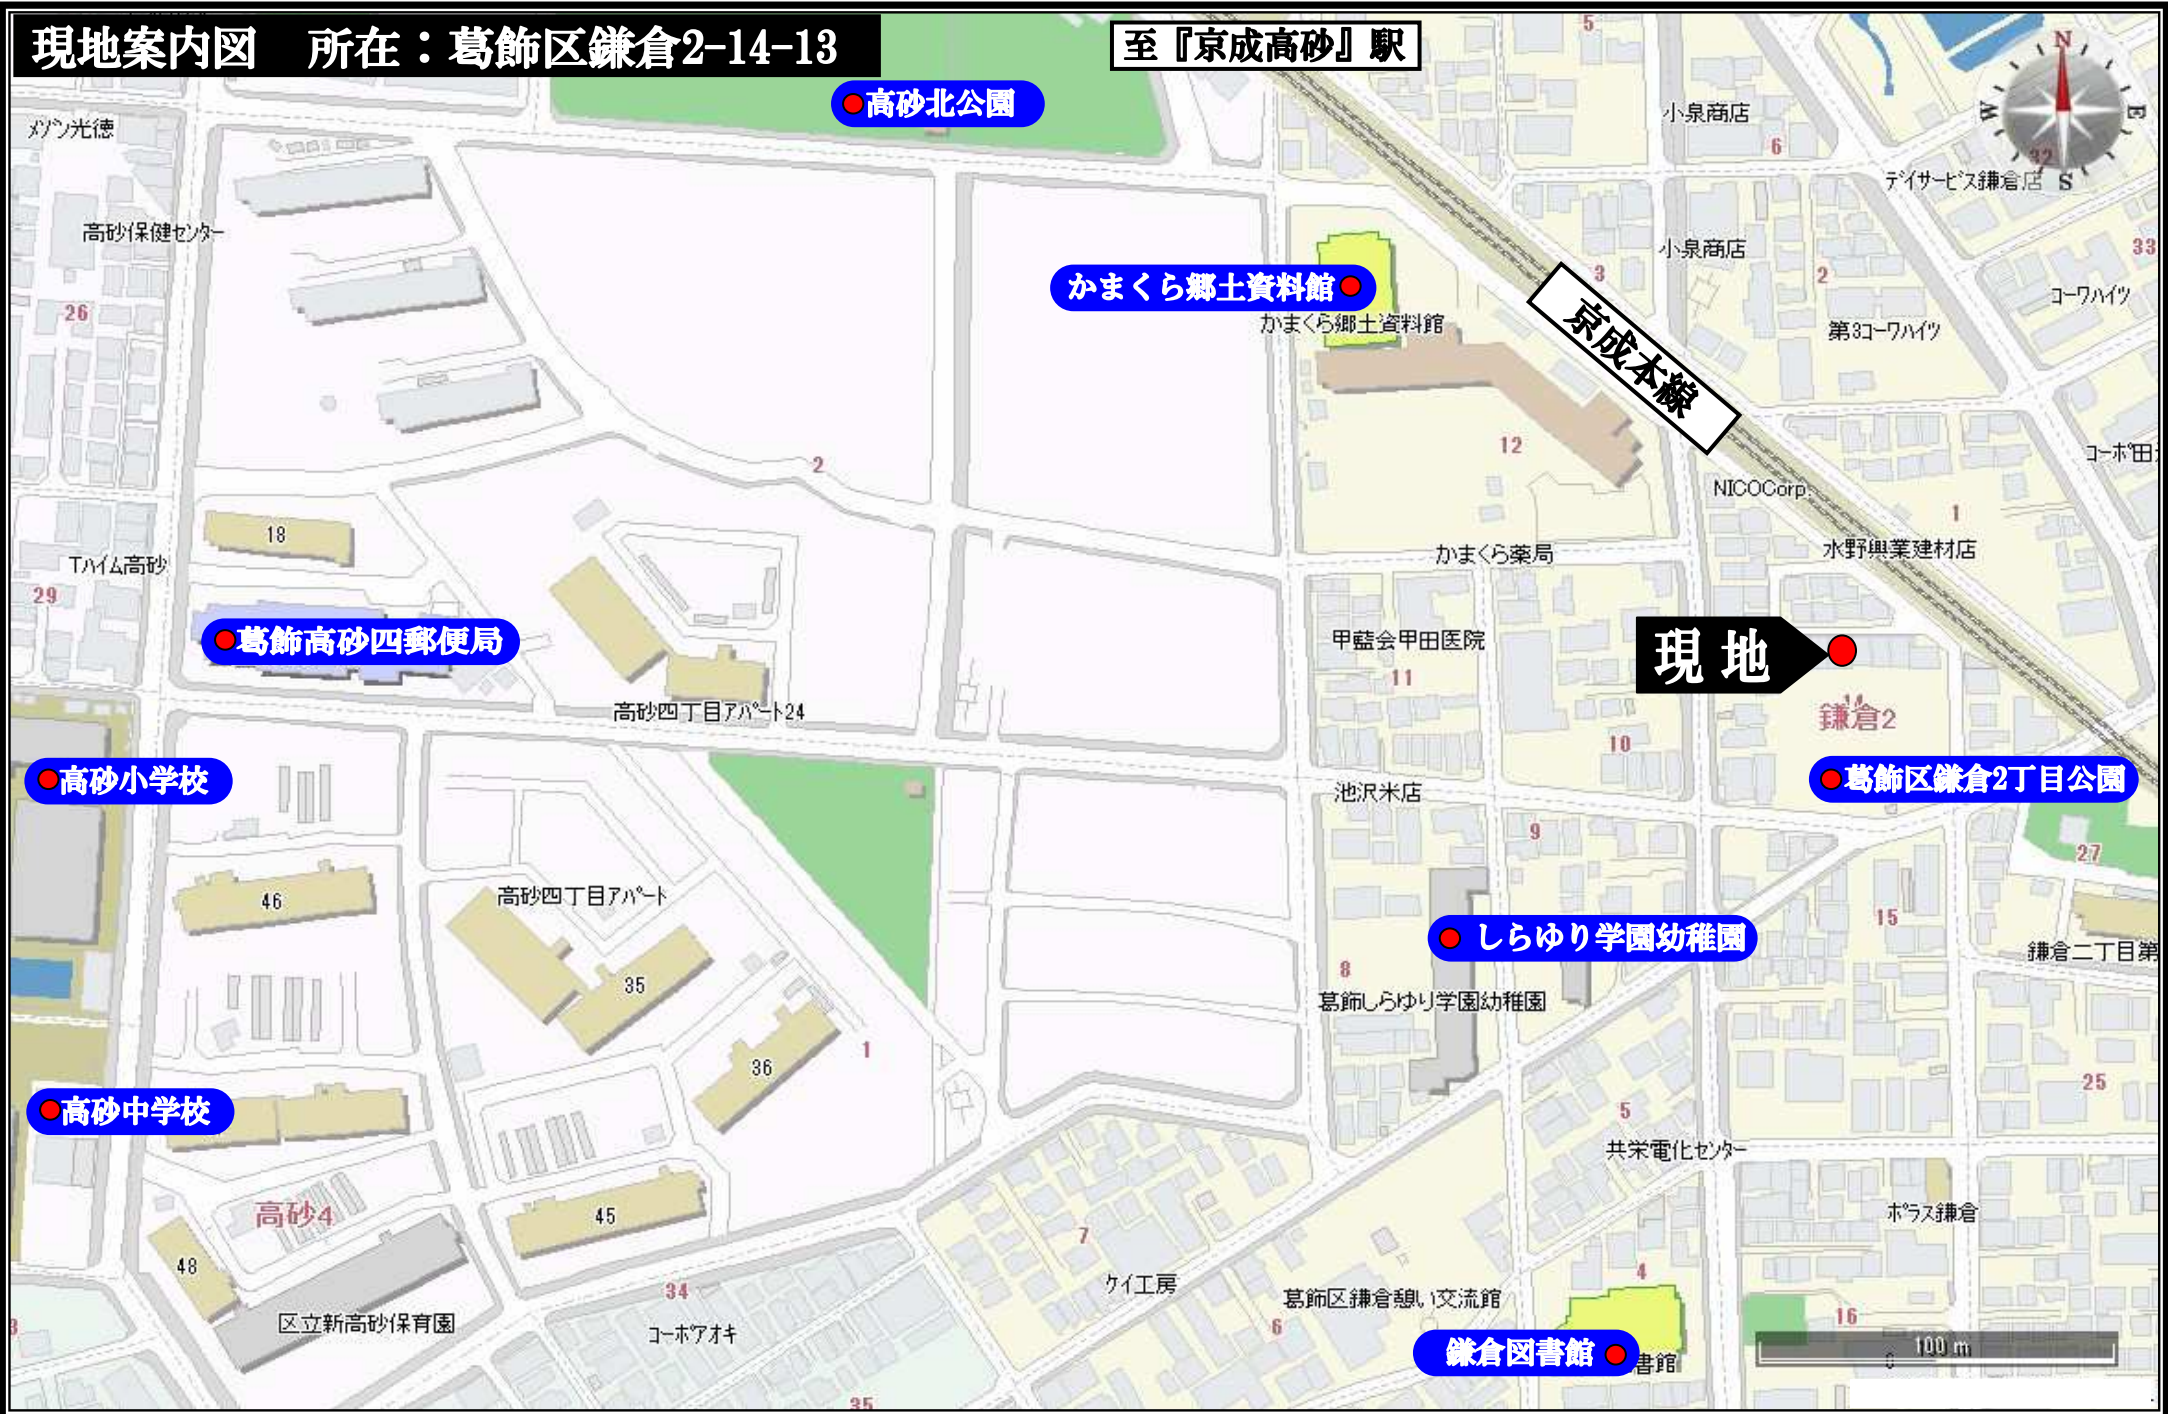 現地案内図　所在：葛飾区鎌倉2-14-13
至『京成高砂』駅
5
N
W
E
S
32
高砂北公園
小泉商店
メゾン光徳
6
デイサービス鎌倉店
高砂保健センター
小泉商店
33
3
2
かまくら郷土資料館
コーワハイツ
26
かまくら郷土資料館
第3コーワハイツ
京成本線
12
コーポ田
2
NICOCorp.
1
18
かまくら薬局
水野興業建材店
Tハイム高砂
29
葛飾高砂四郵便局
甲藍会甲田医院
現地
11
14
鎌倉2
高砂四丁目アパート24
10
高砂小学校
池沢米店
葛飾区鎌倉2丁目公園
9
27
46
高砂四丁目アパート
15
しらゆり学園幼稚園
鎌倉二丁目第
8
35
葛飾しらゆり学園幼稚園
1
36
25
高砂中学校
5
共栄電化センター
高砂4
45
ポラス鎌倉
7
48
4
34
ケイ工房
葛飾区鎌倉憩い交流館
区立新高砂保育園
3
コーポアオキ
6
16
100 m
0
鎌倉図書館
書館
35